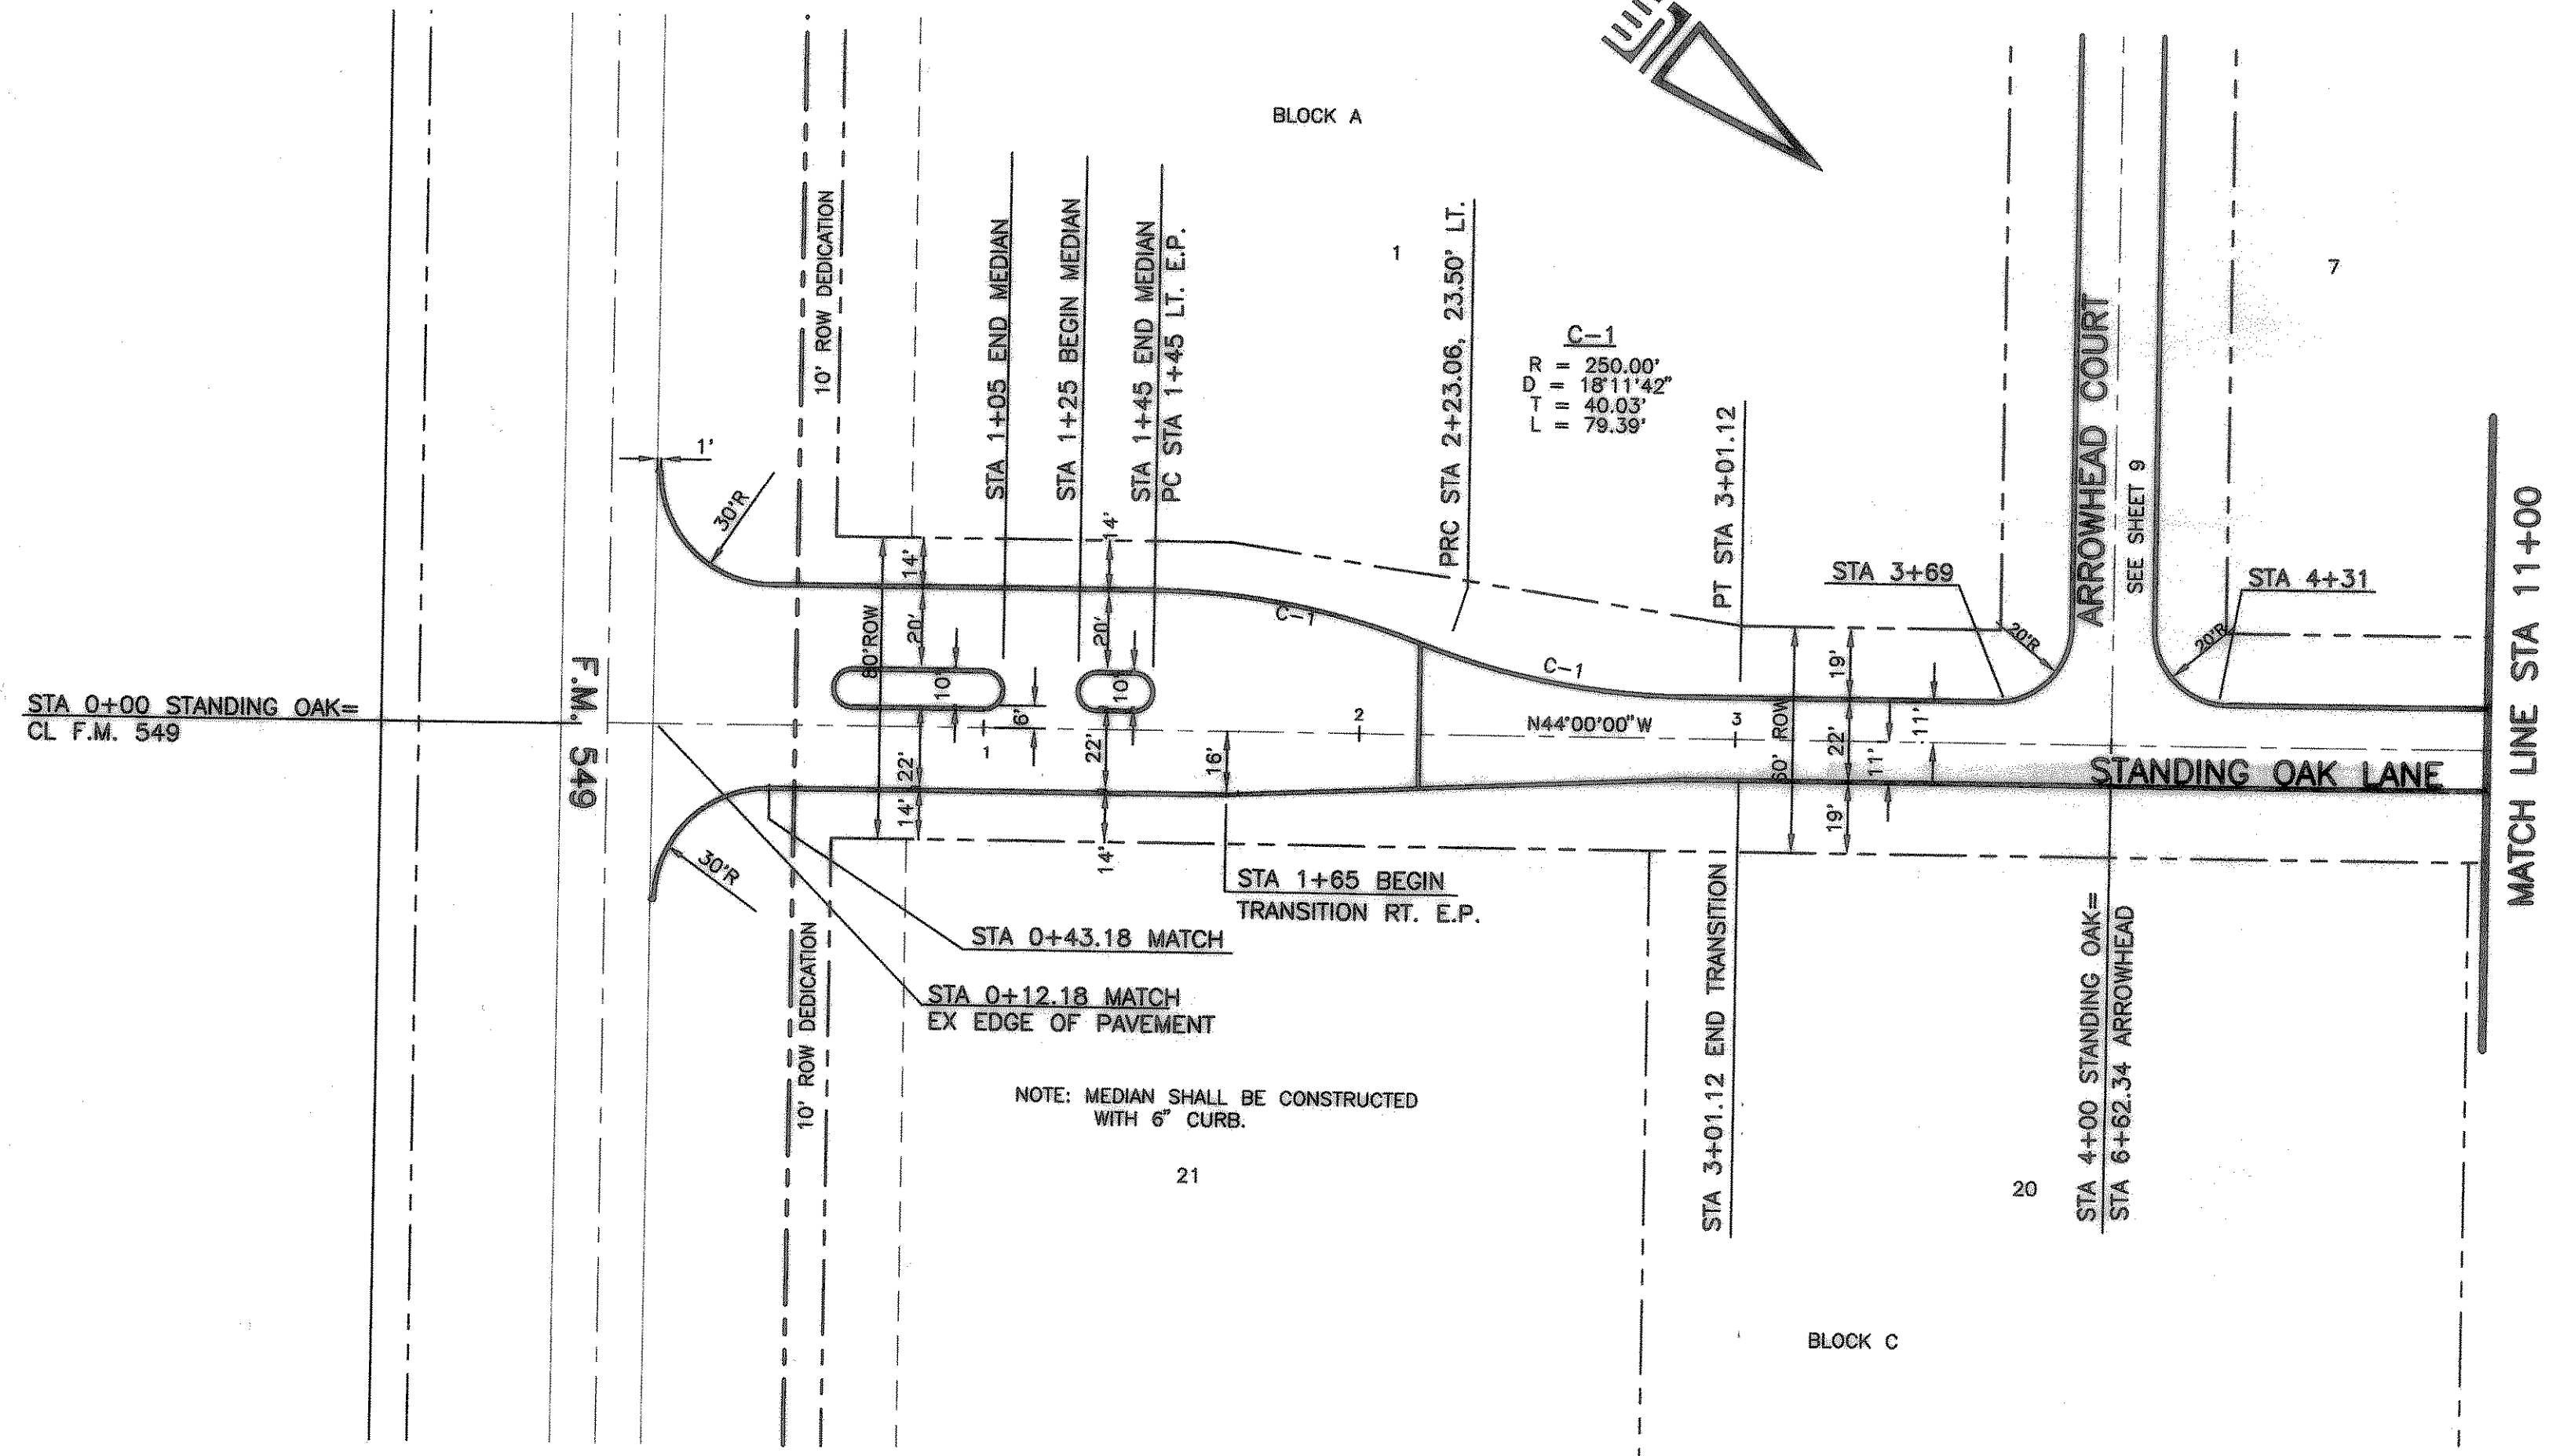 BLOCK A
10' ROW DEDICATION
STA 1+05 END MEDIAN
STA 1+25 BEGIN MEDIAN
STA 1+45 END MEDIAN
PC STA 1+45 LT. E.P.
PRC STA 2+23.06, 23.50' LT.
1
7
C-1
R = 250.00'
D = 18°11'42"
T = 40.03'
L = 79.39'
PT STA 3+01.12
ARROWHEAD COURT
SEE SHEET 9
MATCH LINE STA 11+00
1'
30'R
14'
14'
80'ROW
20'
20'
C-1
C-1
STA 3+69
STA 4+31
20'R
20'R
19'
10'
10'
6'
STA 0+00 STANDING OAK=
CL F.M. 549
F.M. 549
1
2
3
N44°00'00"W
60' ROW
22'
22'
22'
16'
11'
11'
STANDING OAK LANE
14'
14'
19'
30'R
STA 1+65 BEGIN
TRANSITION RT. E.P.
STA 0+43.18 MATCH
STA 0+12.18 MATCH
EX EDGE OF PAVEMENT
10' ROW DEDICATION
STA 3+01.12 END TRANSITION
STA 4+00 STANDING OAK=
STA 6+62.34 ARROWHEAD
NOTE: MEDIAN SHALL BE CONSTRUCTED
WITH 6" CURB.
21
20
BLOCK C